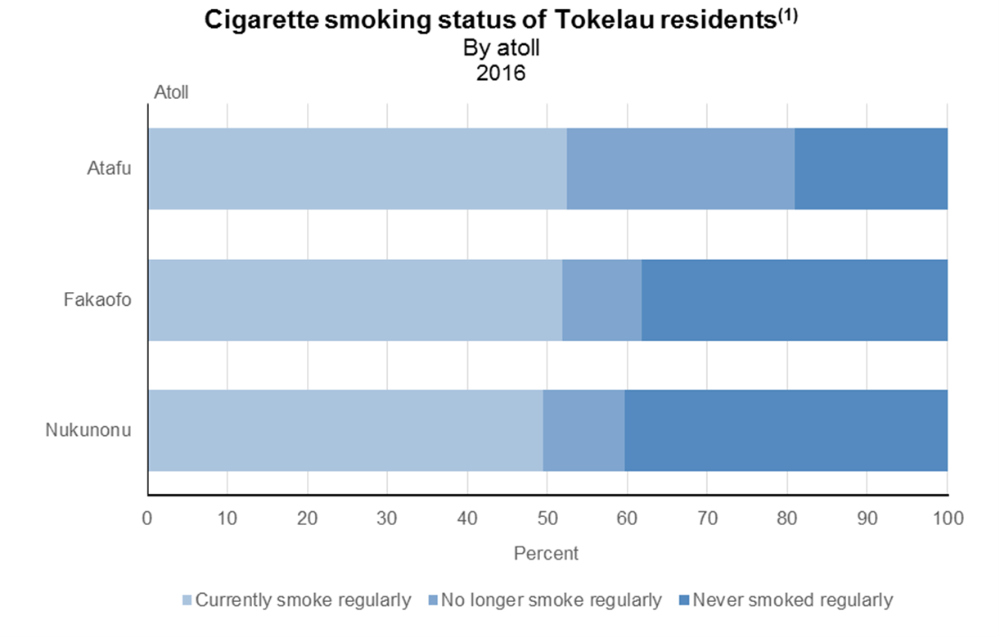 Cigarette smoking status of Tokelau residents(1)
By atoll
2016
Atoll
Atafu
Fakaofo
Nukunonu
0 10 20 30 40 50 60 70 80 90 100
Percent
Currently smoke regularly No longer smoke regularly Never smoked regularly